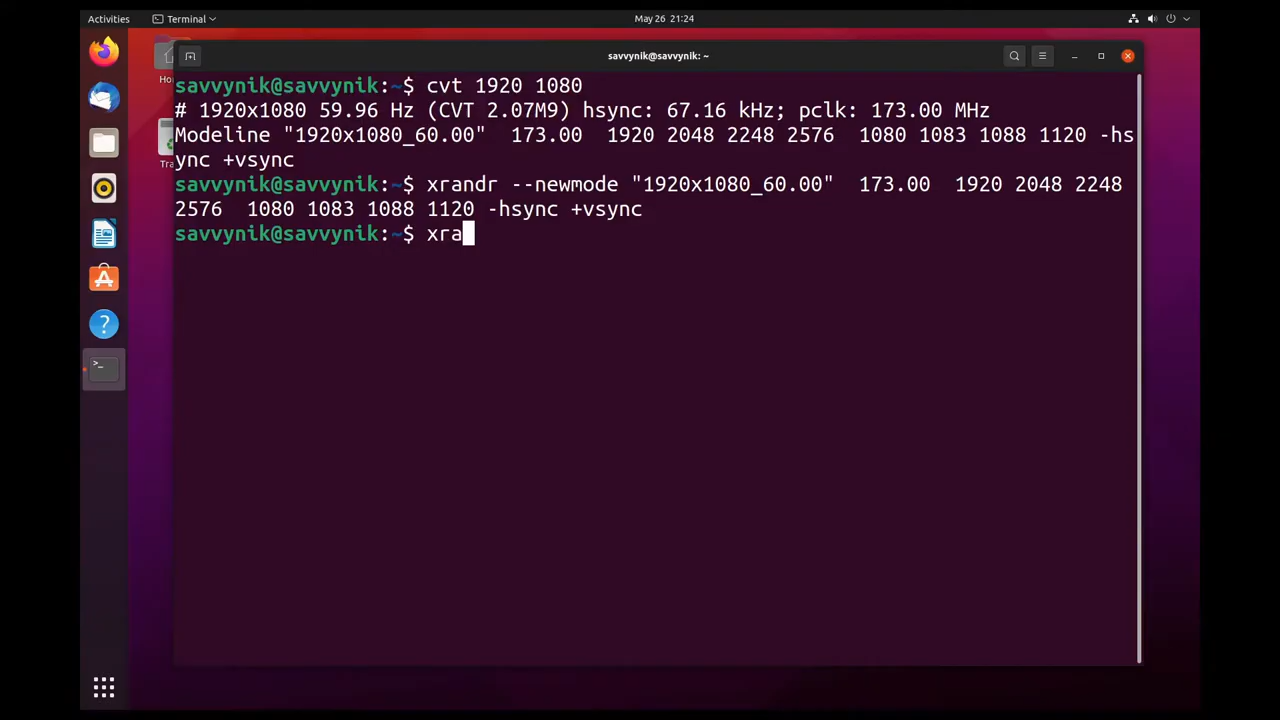 Activities Terminal May 26 21:24
savvynik@savvynik: ~
Ho
Tra
savvynik@savvynik:~$ cvt 1920 1080
# 1920x1080 59.96 Hz (CVT 2.07M9) hsync: 67.16 kHz; pclk: 173.00 MHz
Modeline "1920x1080_60.00"  173.00  1920 2048 2248 2576  1080 1083 1088 1120 -hs
ync +vsync
savvynik@savvynik:~$ xrandr --newmode "1920x1080_60.00"  173.00  1920 2048 2248
2576  1080 1083 1088 1120 -hsync +vsync
savvynik@savvynik:~$ xra